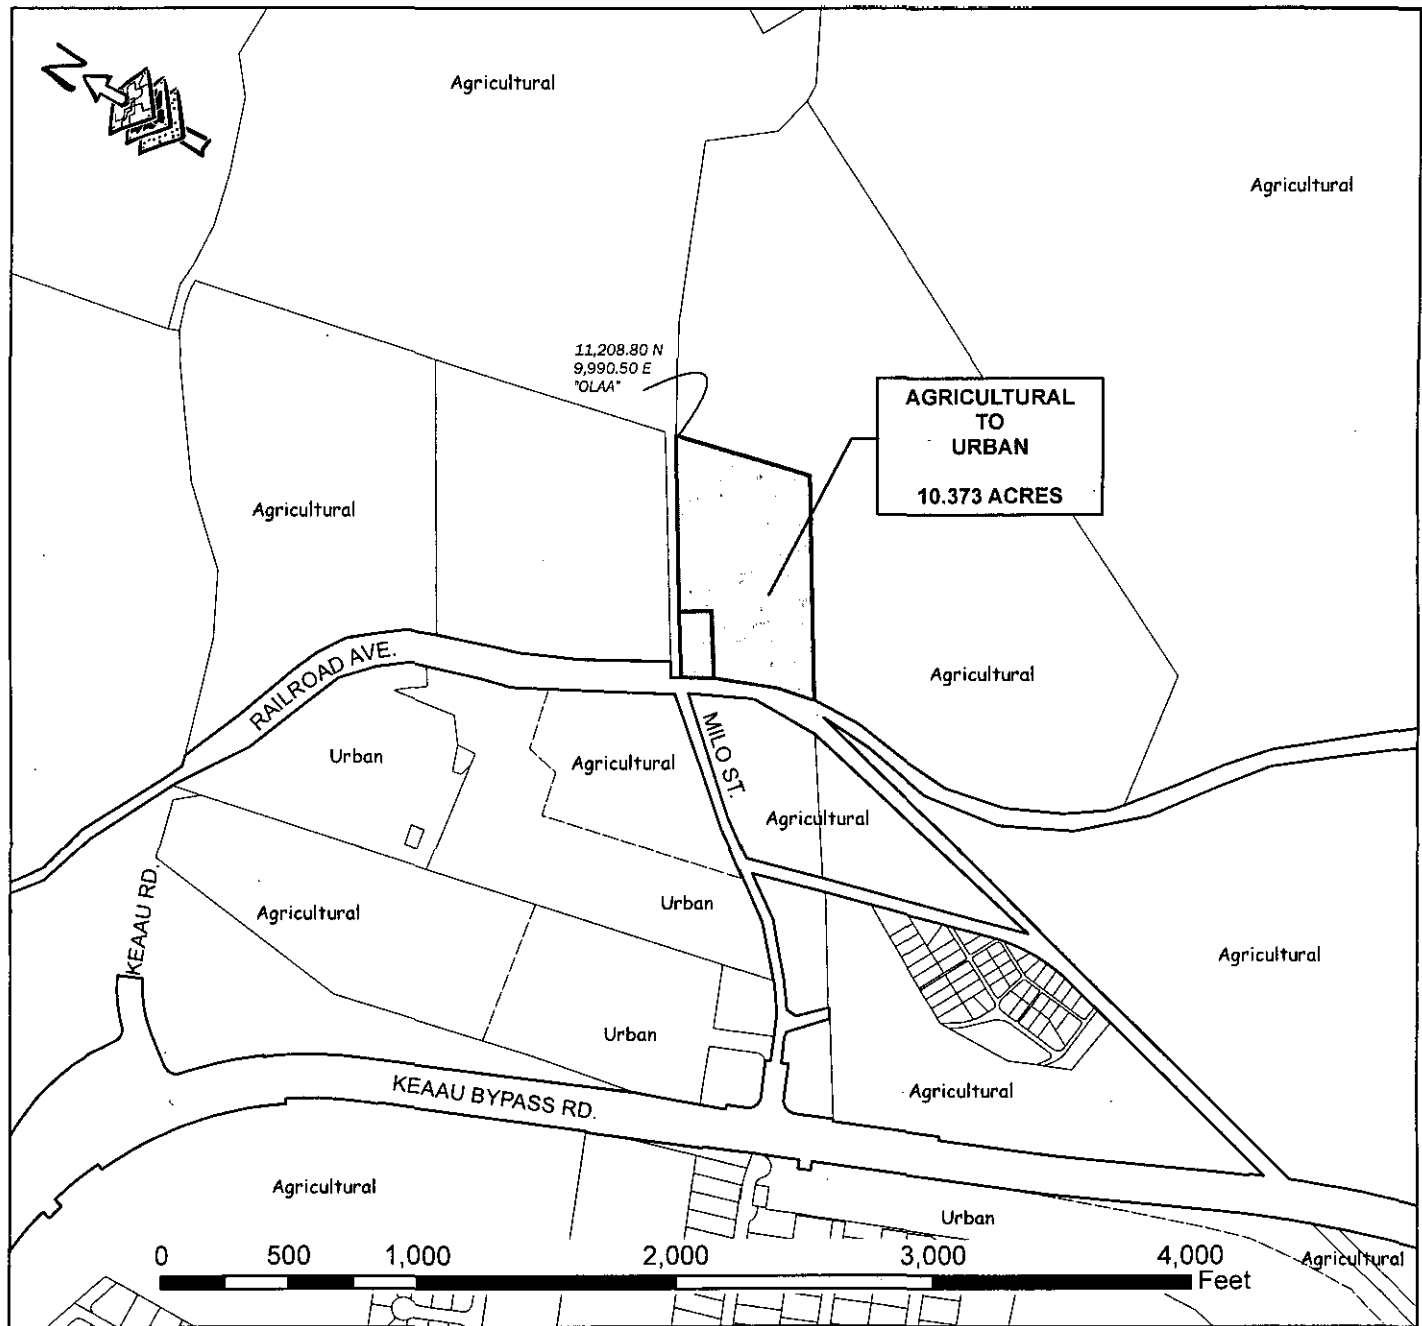 N
Agricultural
Agricultural
11,208.80 N
9,990.50 E
"OLAA"
AGRICULTURAL
TO
URBAN
10.373 ACRES
Agricultural
RAILROAD AVE.
Agricultural
Urban
Agricultural
MILO ST.
Agricultural
KEAAU RD.
Agricultural
Urban
Agricultural
Urban
KEAAU BYPASS RD.
Agricultural
Agricultural
Urban
Agricultural
0 500 1,000 2,000 3,000 4,000
Feet